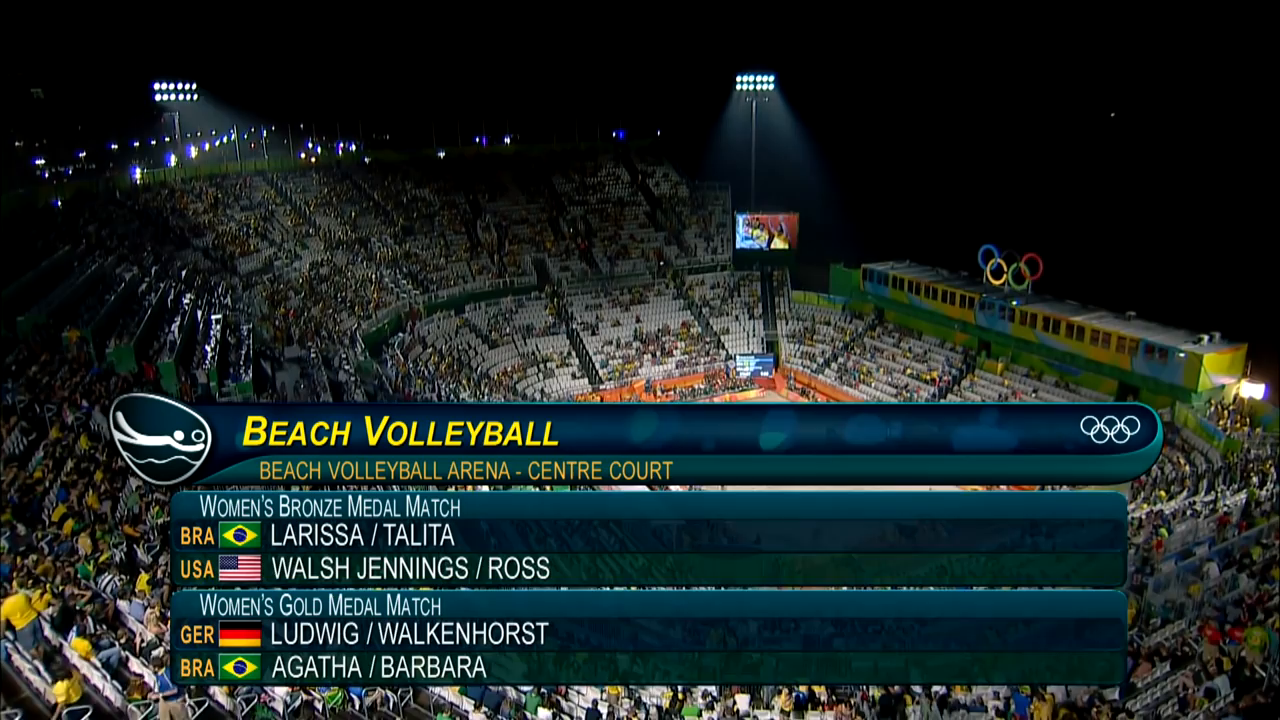 BEACH VOLLEYBALL
BEACH VOLLEYBALL ARENA - CENTRE COURT
WOMEN'S BRONZE MEDAL MATCH
BRA LARISSA / TALITA
USA WALSH JENNINGS / ROSS
WOMEN'S GOLD MEDAL MATCH
GER LUDWIG / WALKENHORST
BRA AGATHA / BARBARA